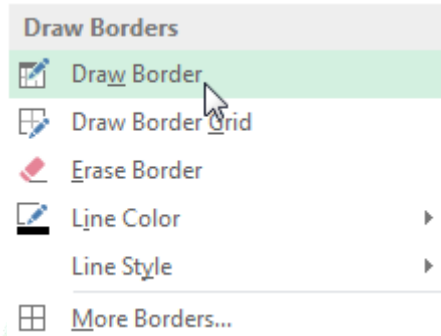 Draw Borders
Draw Border
Draw Border Grid
Erase Border
Line Color
Line Style
More Borders...